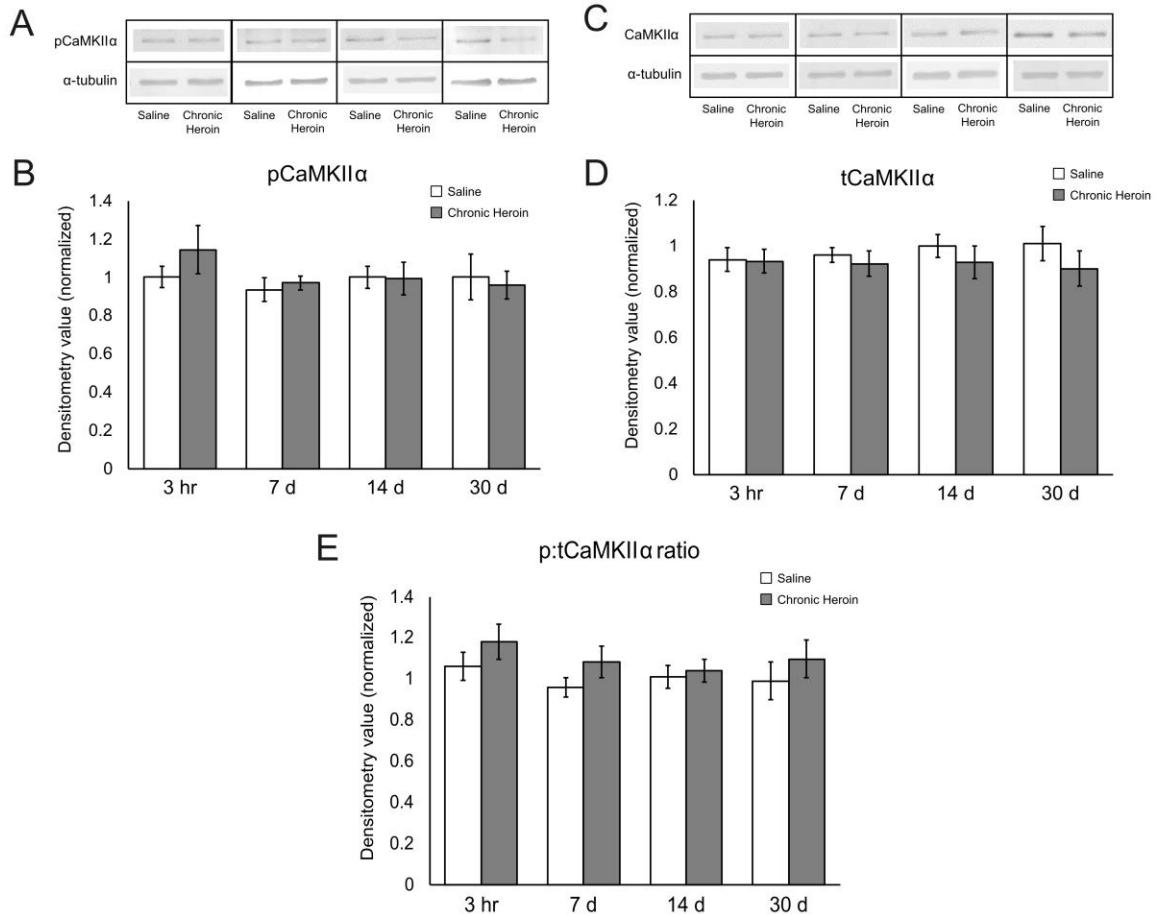 A
pCaMKIIα
α-tubulin
Saline Chronic Heroin Saline Chronic Heroin Saline Chronic Heroin Saline Chronic Heroin
C
CaMKIIα
α-tubulin
Saline Chronic Heroin Saline Chronic Heroin Saline Chronic Heroin Saline Chronic Heroin
B
pCaMKIIα
Saline
Chronic Heroin
Densitometry value (normalized)
1.4
1.2
1
0.8
0.6
0.4
0.2
0
3 hr 7 d 14 d 30 d
D
tCaMKIIα
Saline
Chronic Heroin
Densitometry value (normalized)
1.2
1
0.8
0.6
0.4
0.2
0
3 hr 7 d 14 d 30 d
E
p:tCaMKIIα ratio
Saline
Chronic Heroin
Densitometry value (normalized)
1.4
1.2
1
0.8
0.6
0.4
0.2
0
3 hr 7 d 14 d 30 d